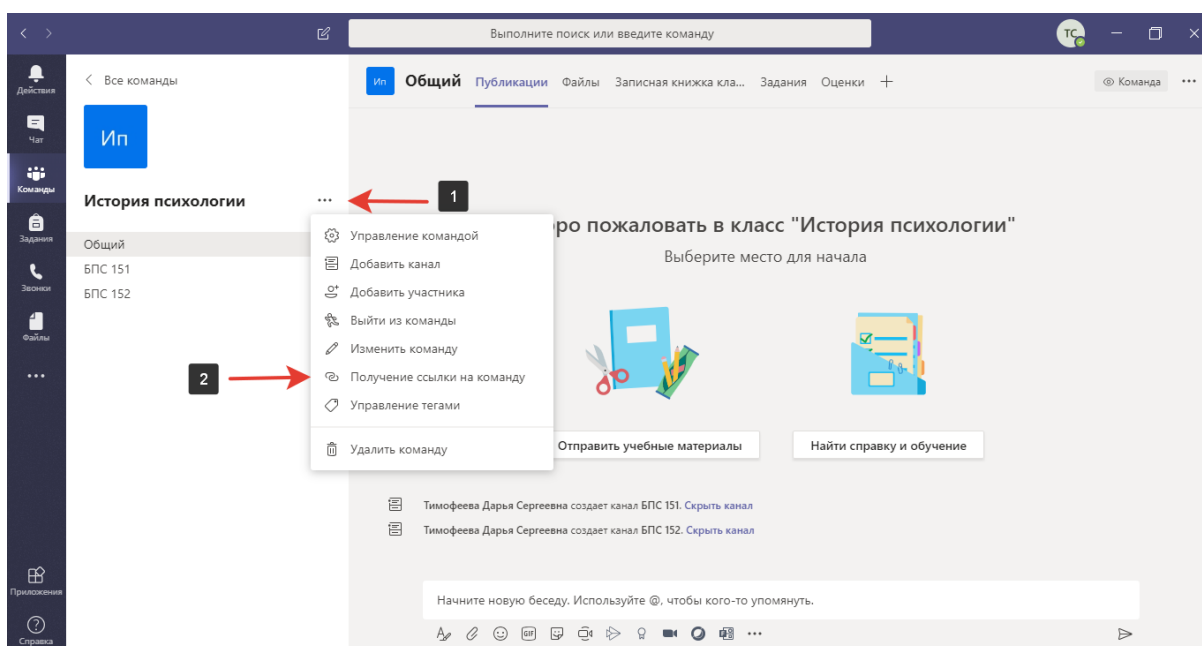 Выполните поиск или введите команду
ТС
Действия
Чат
Команды
Задания
Звонки
Файлы
Приложения
Справка
Все команды
Ип
История психологии
1
Общий
БПС 151
БПС 152
2
Управление командой
Добавить канал
Добавить участника
Выйти из команды
Изменить команду
Получение ссылки на команду
Управление тегами
Удалить команду
Ип Общий Публикации Файлы Записная книжка кла... Задания Оценки
Команда
ро пожаловать в класс "История психологии"
Выберите место для начала
Отправить учебные материалы
Найти справку и обучение
Тимофеева Дарья Сергеевна создает канал БПС 151. Скрыть канал
Тимофеева Дарья Сергеевна создает канал БПС 152. Скрыть канал
Начните новую беседу. Используйте @, чтобы кого-то упомянуть.
GIF